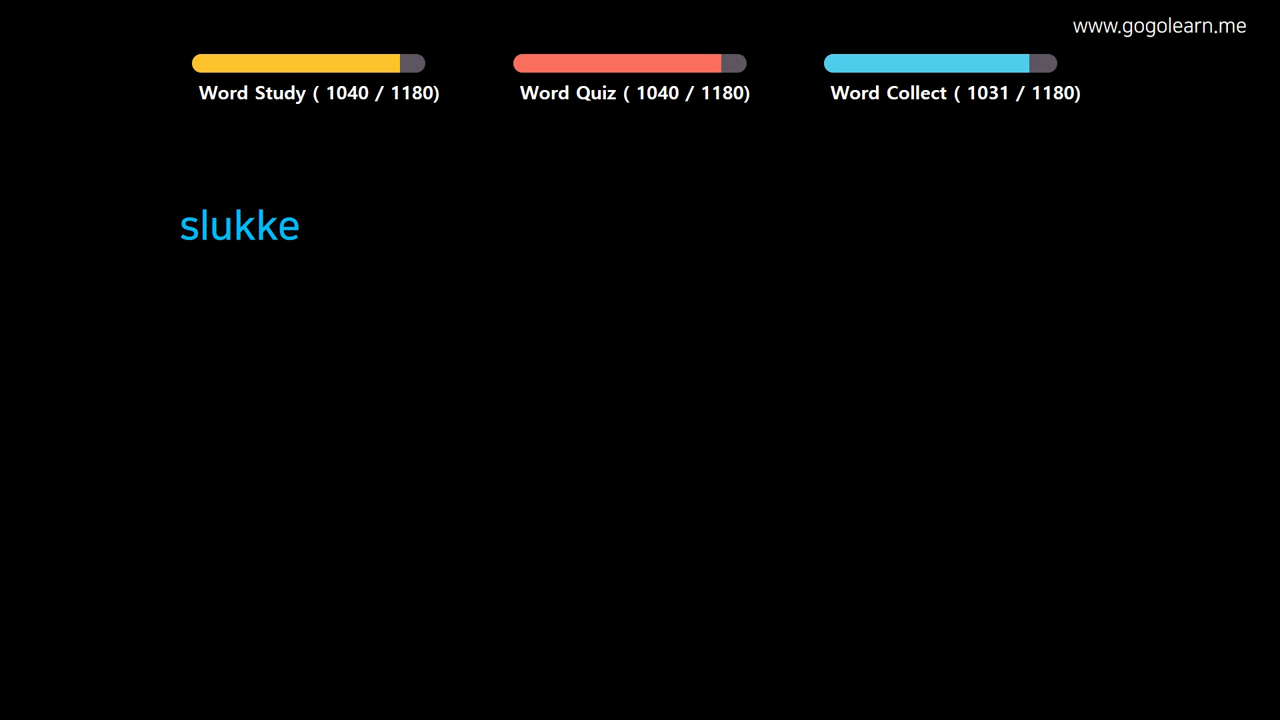 www.gogolearn.me
Word Study ( 1040 / 1180)
Word Quiz ( 1040 / 1180)
Word Collect ( 1031 / 1180)
slukke